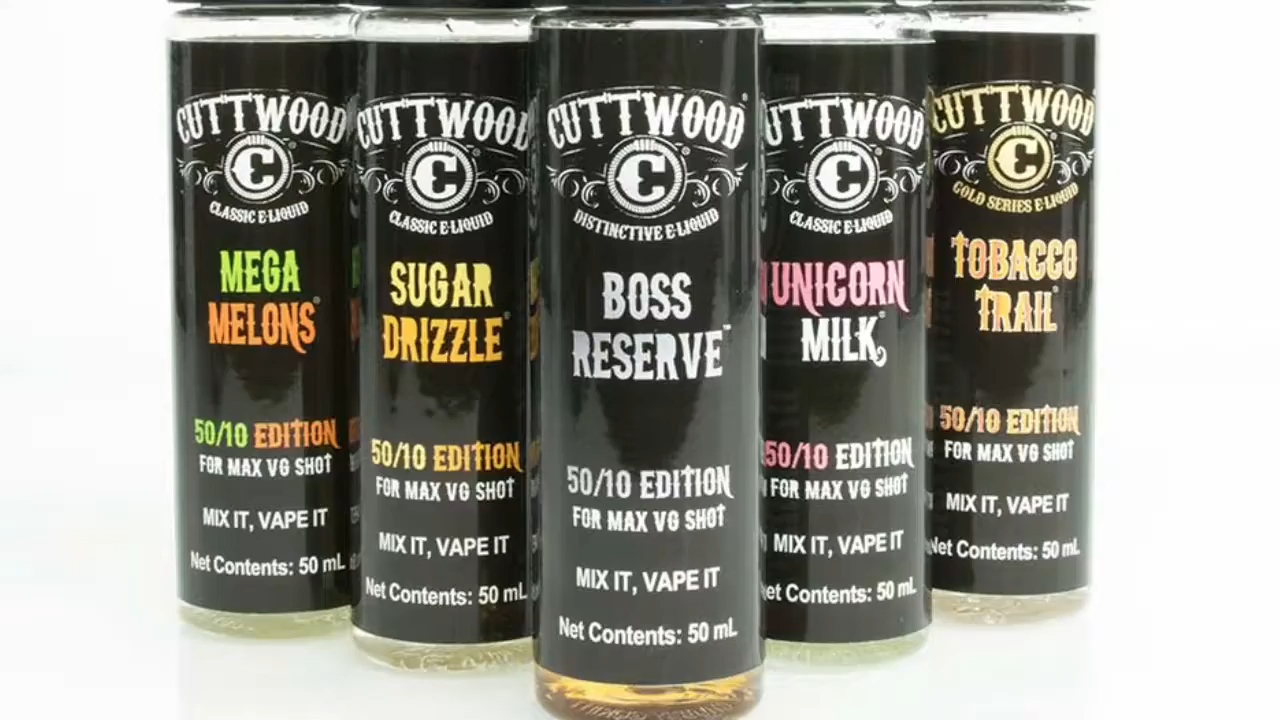 CUTTWOOD
C
CLASSIC E-LIQUID
MEGA
MELONS®
50/10 EDITION
FOR MAX VG SHOT
MIX IT, VAPE IT
Net Contents: 50 mL
CUTTWOOD
C
CLASSIC E-LIQUID
SUGAR
DRIZZLE®
50/10 EDITION
FOR MAX VG SHOT
MIX IT, VAPE IT
Net Contents: 50 mL
CUTTWOOD®
C
DISTINCTIVE E-LIQUID
BOSS
RESERVE™
50/10 EDITION
FOR MAX VG SHOT
MIX IT, VAPE IT
Net Contents: 50 mL
UTTWOOD
C
CLASSIC E-LIQUID
UNICORN
MILK®
50/10 EDITION
FOR MAX VG SHOT
MIX IT, VAPE IT
et Contents: 50 mL
CUTTWOOD
C
GOLD SERIES E-LIQUID
TOBACCO
TRAIL®
50/10 EDITION
FOR MAX VG SHOT
MIX IT, VAPE IT
Net Contents: 50 mL